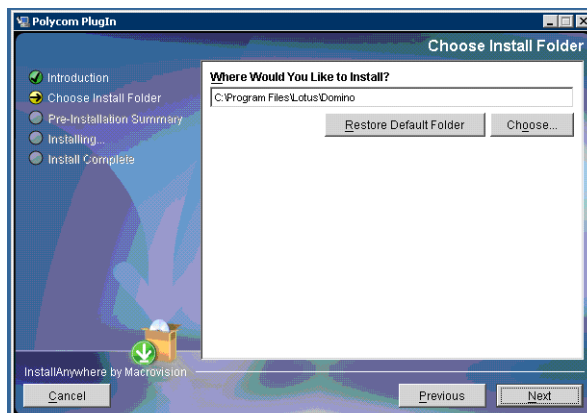 Polycom PlugIn
Choose Install Folder
Introduction
Choose Install Folder
Pre-Installation Summary
Installing...
Install Complete
Where Would You Like to Install?
C:\Program Files\Lotus\Domino
Restore Default Folder
Choose...
InstallAnywhere by Macrovision
Cancel
Previous
Next